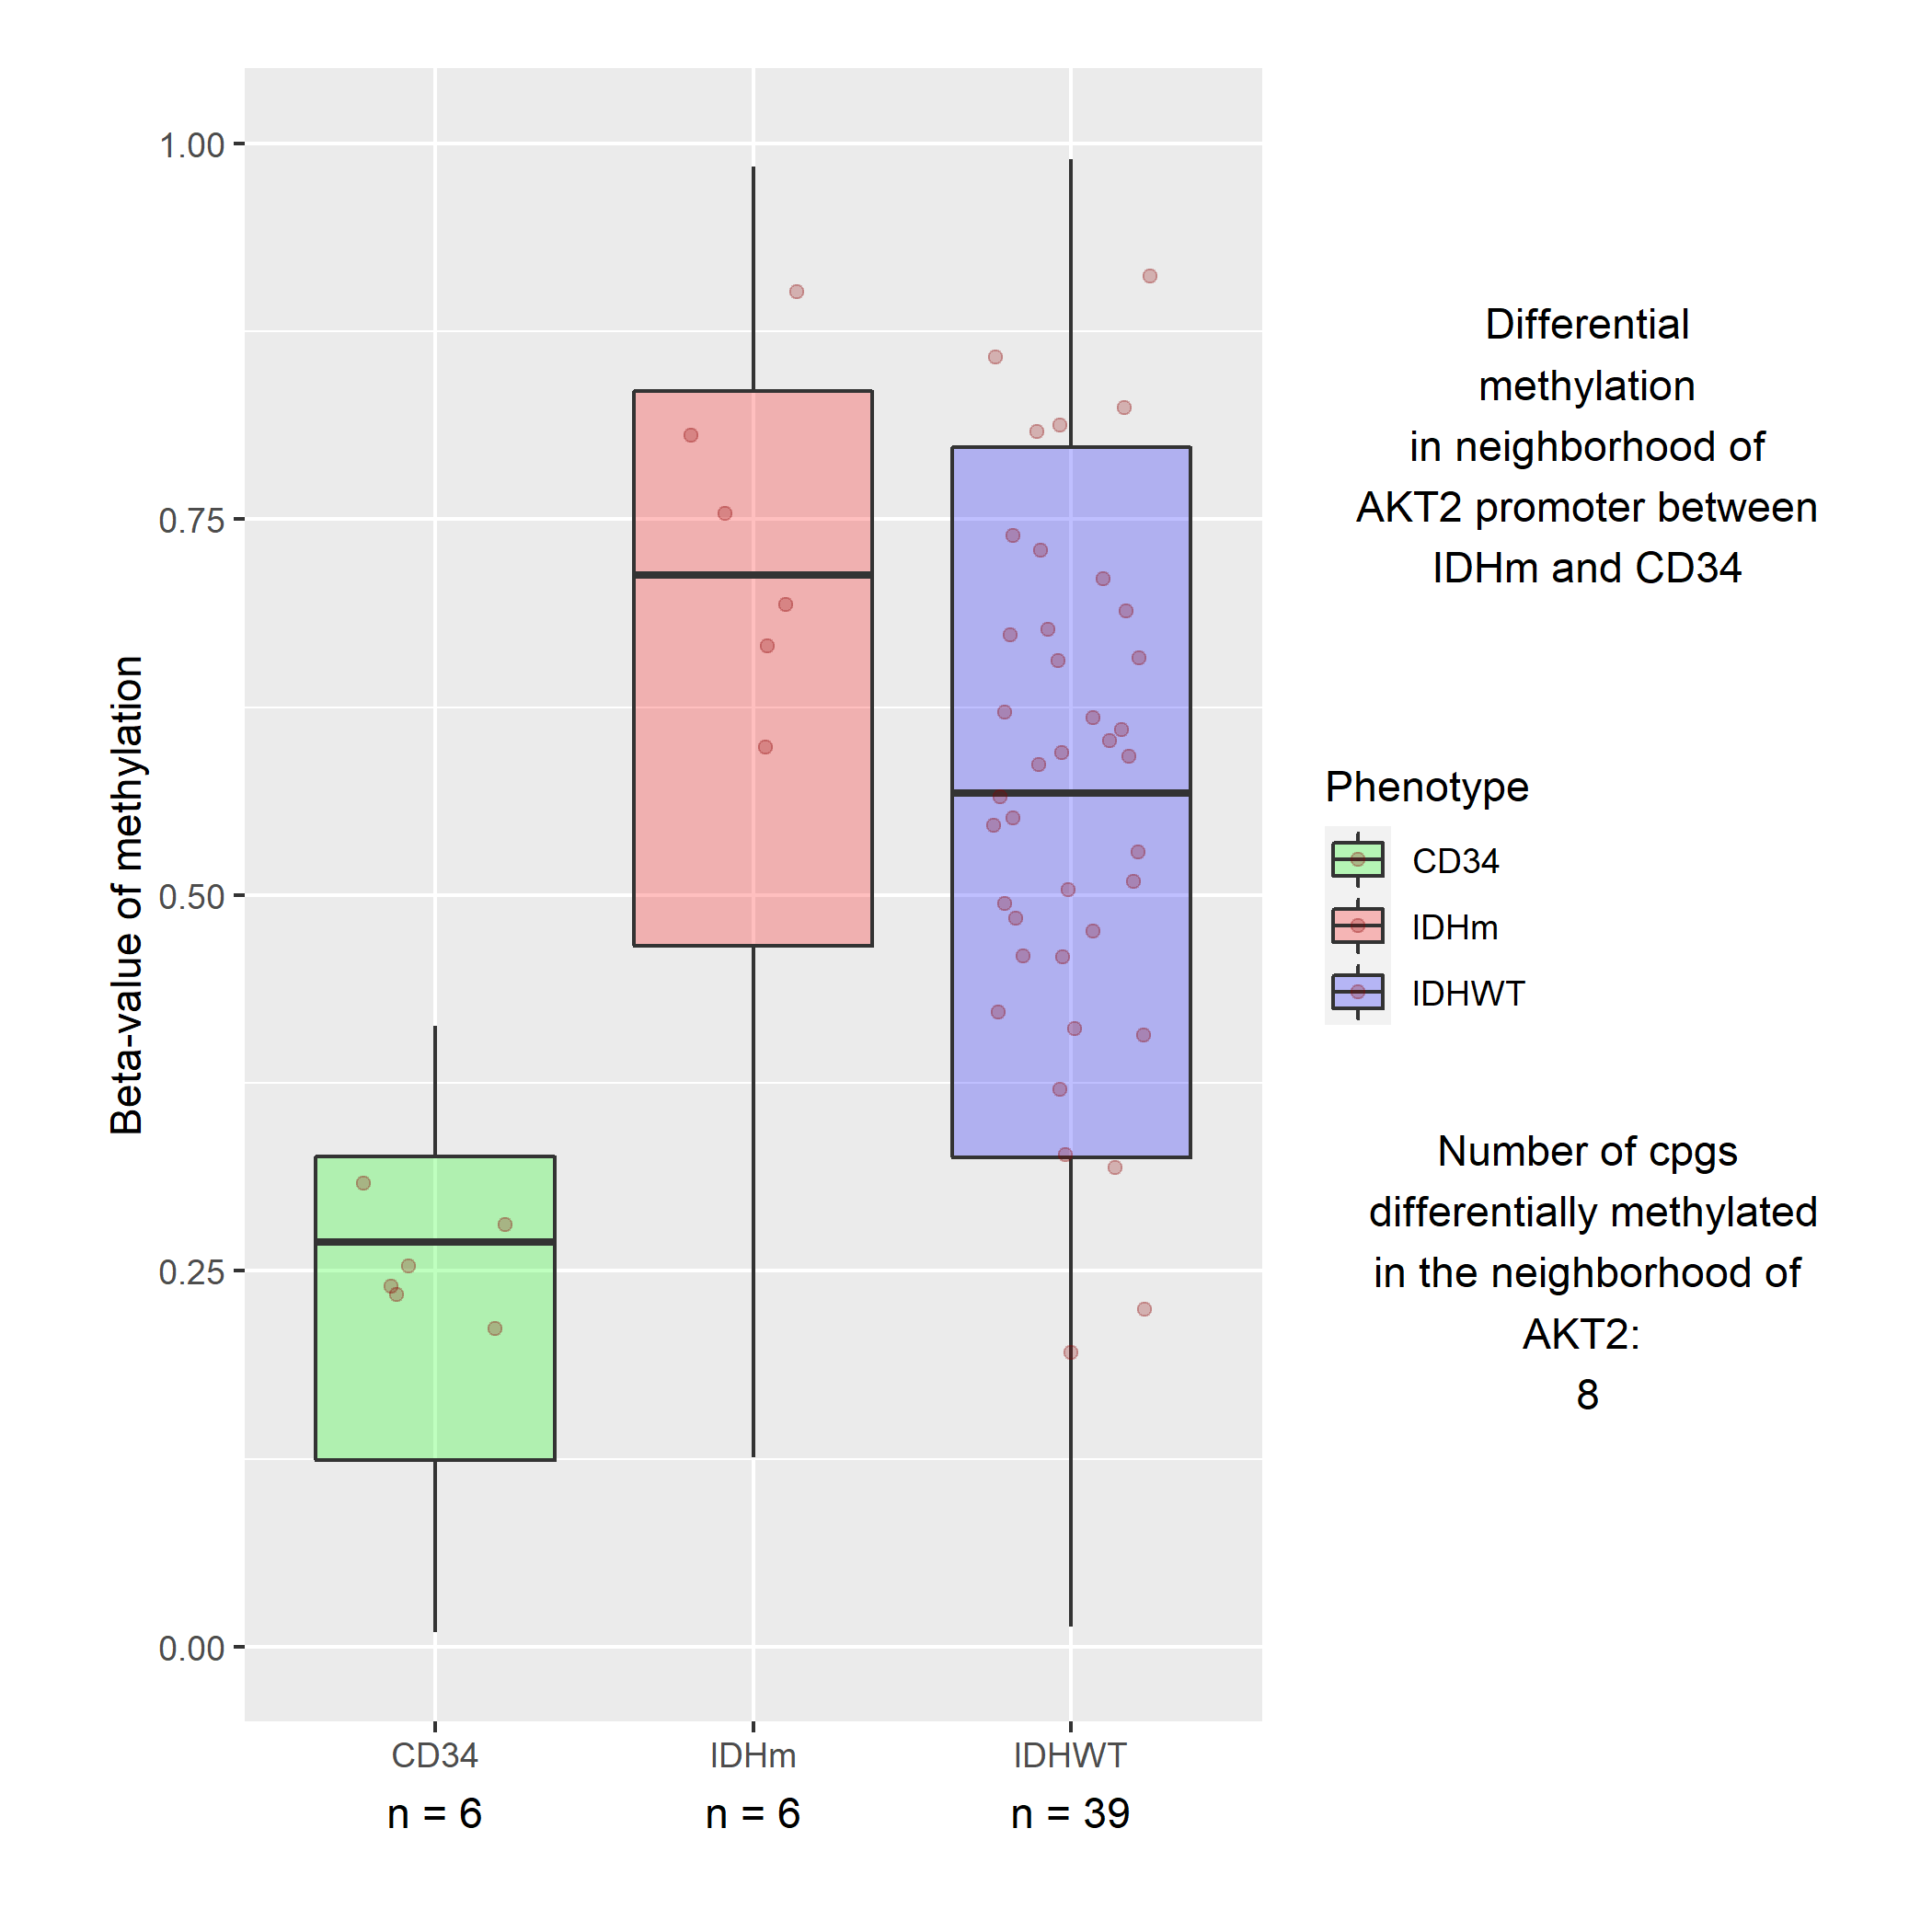 1.00
0.75
0.50
0.25
0.00
Beta-value of methylation
CD34
IDHm
IDHWT
n = 6
n = 6
n = 39
Differential
methylation
in neighborhood of
AKT2 promoter between
IDHm and CD34
Phenotype
CD34
IDHm
IDHWT
Number of cpgs
differentially methylated
in the neighborhood of
AKT2:
8